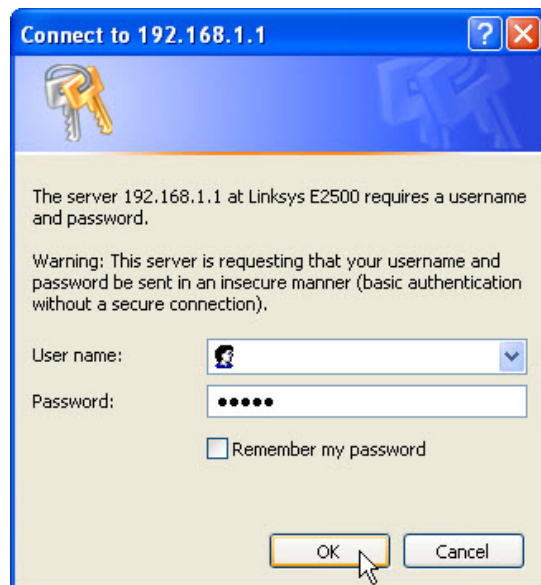 Connect to 192.168.1.1
The server 192.168.1.1 at Linksys E2500 requires a username
and password.
Warning: This server is requesting that your username and
password be sent in an insecure manner (basic authentication
without a secure connection).
User name:
Password: •••••
Remember my password
OK Cancel